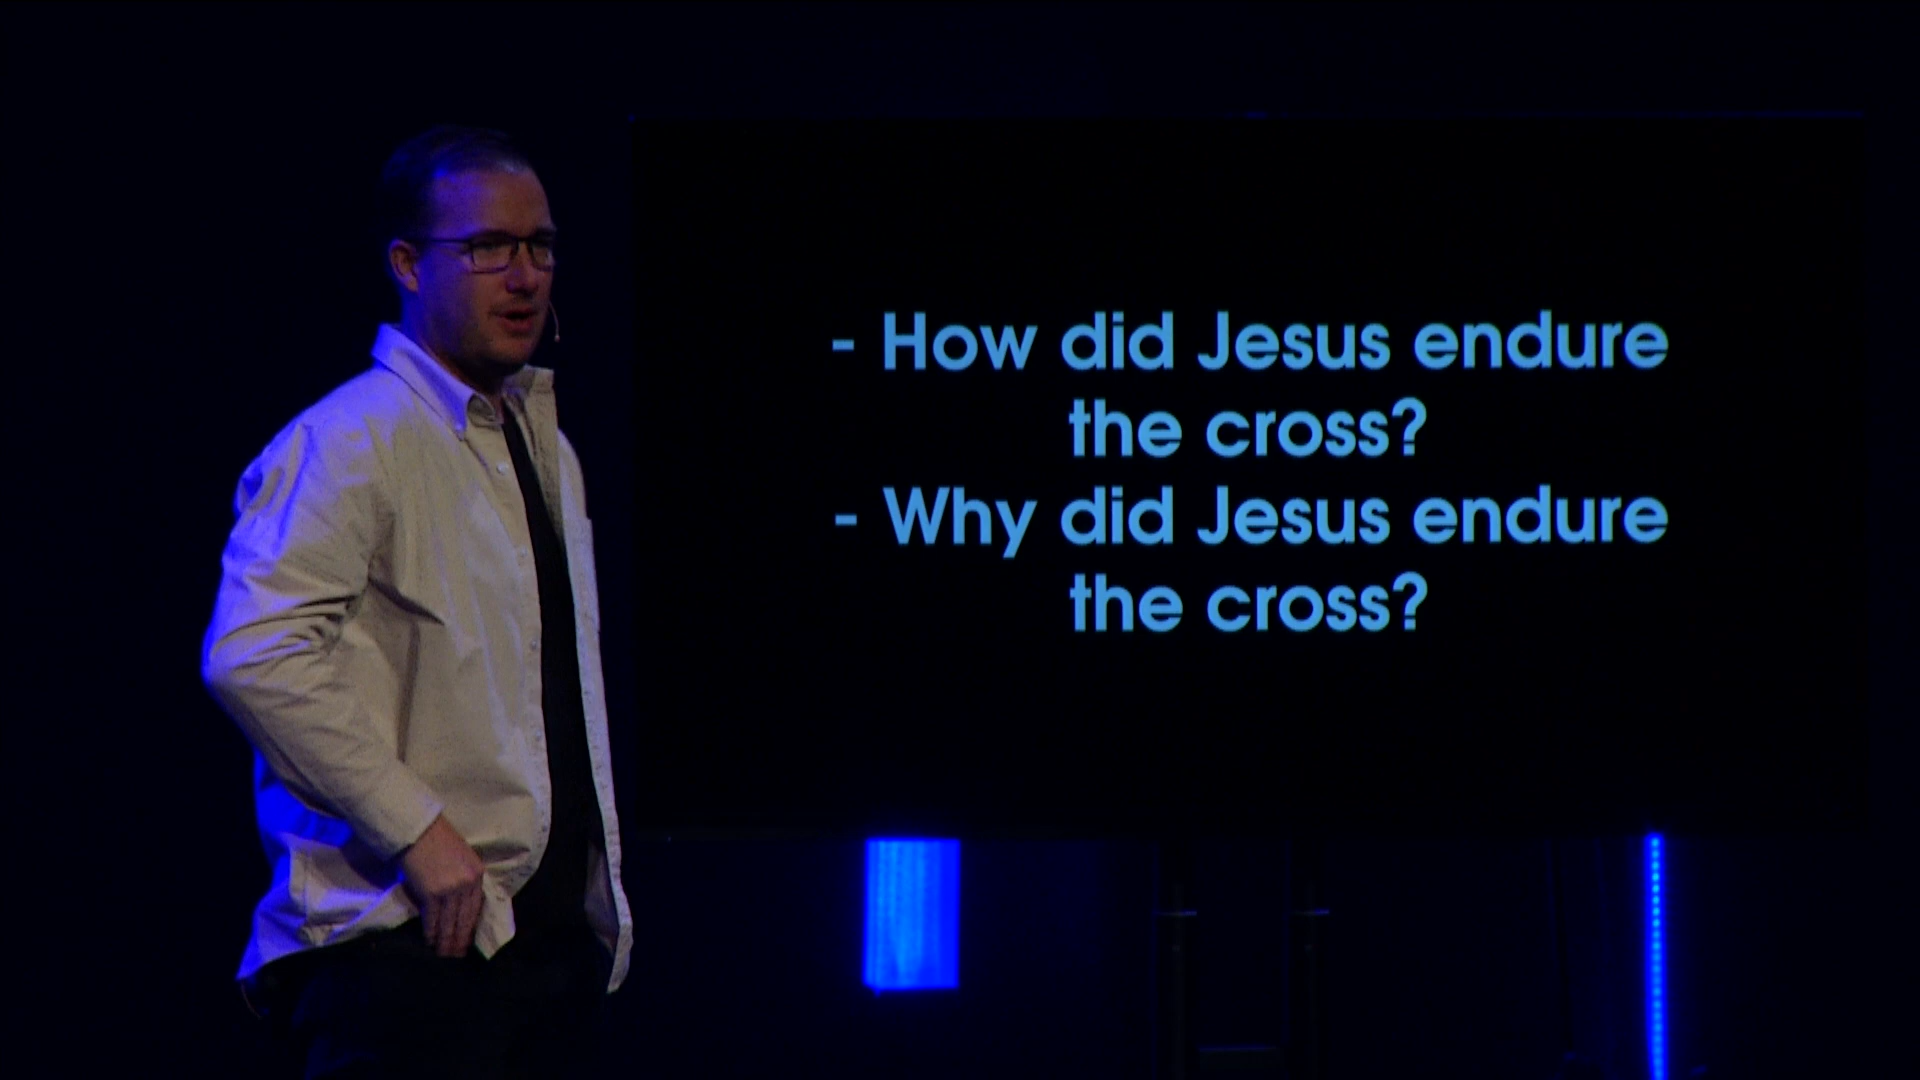 - How did Jesus endure
the cross?
- Why did Jesus endure
the cross?